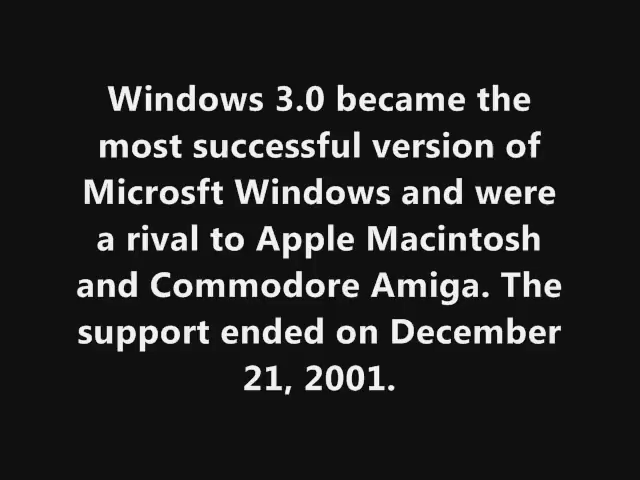 Windows 3.0 became the
most successful version of
Microsft Windows and were
a rival to Apple Macintosh
and Commodore Amiga. The
support ended on December
21, 2001.